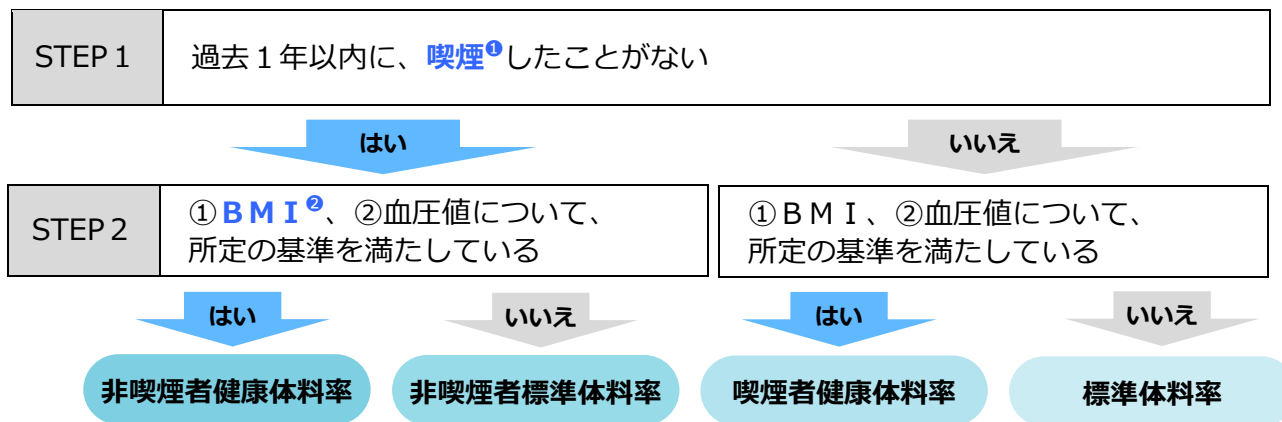 STEP１
過去１年以内に、喫煙❶したことがない
はい
いいえ
STEP２
①ＢＭＩ❷、②血圧値について、
所定の基準を満たしている
①ＢＭＩ、②血圧値について、
所定の基準を満たしている
はい
いいえ
はい
いいえ
非喫煙者健康体料率
非喫煙者標準体料率
喫煙者健康体料率
標準体料率